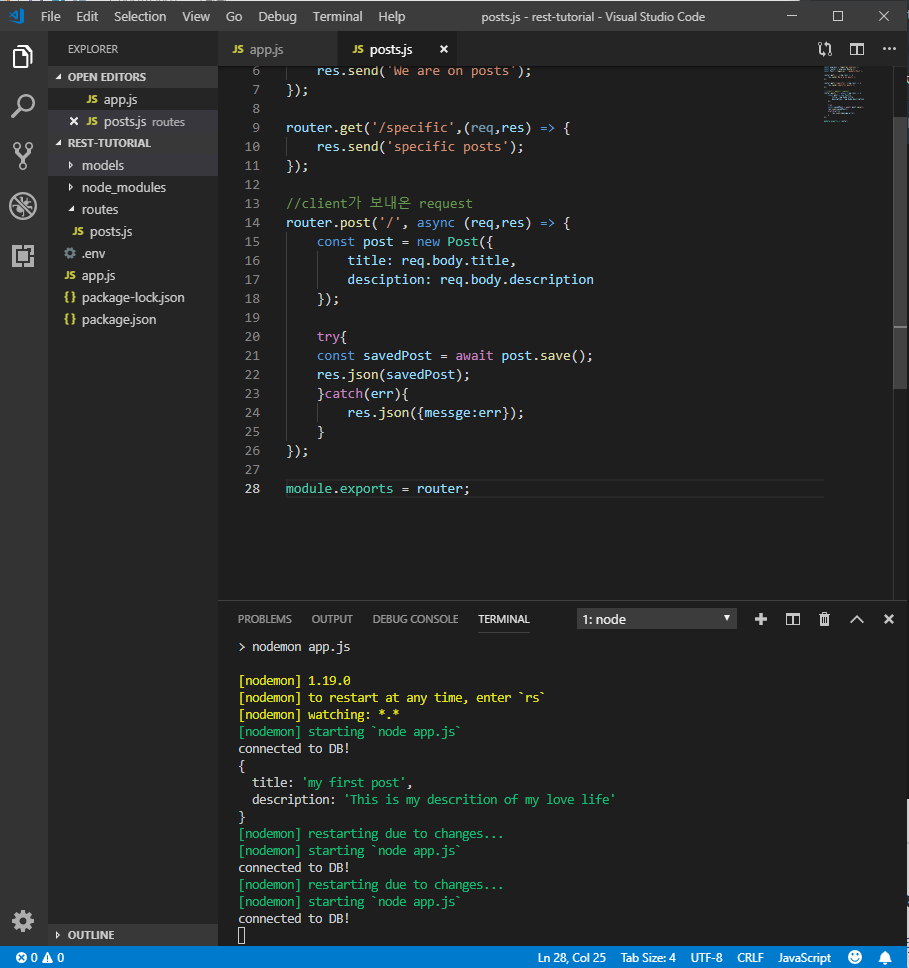 File Edit Selection View Go Debug Terminal Help posts.js - rest-tutorial - Visual Studio Code
EXPLORER
OPEN EDITORS
JS app.js
JS posts.js routes
REST-TUTORIAL
models
node_modules
routes
JS posts.js
.env
JS app.js
{} package-lock.json
{} package.json
OUTLINE
JS app.js JS posts.js
6 res.send('We are on posts');
7 });
8
9 router.get('/specific',(req,res) => {
10 res.send('specific posts');
11 });
12
13 //client가 보내온 request
14 router.post('/', async (req,res) => {
15 const post = new Post({
16 title: req.body.title,
17 desciption: req.body.description
18 });
19
20 try{
21 const savedPost = await post.save();
22 res.json(savedPost);
23 }catch(err){
24 res.json({messge:err});
25 }
26 });
27
28 module.exports = router;
PROBLEMS OUTPUT DEBUG CONSOLE TERMINAL 1: node
> nodemon app.js
[nodemon] 1.19.0
[nodemon] to restart at any time, enter `rs`
[nodemon] watching: *.*
[nodemon] starting `node app.js`
connected to DB!
{
title: 'my first post',
description: 'This is my descrition of my love life'
}
[nodemon] restarting due to changes...
[nodemon] starting `node app.js`
connected to DB!
[nodemon] restarting due to changes...
[nodemon] starting `node app.js`
connected to DB!
0 0 Ln 28, Col 25 Tab Size: 4 UTF-8 CRLF JavaScript